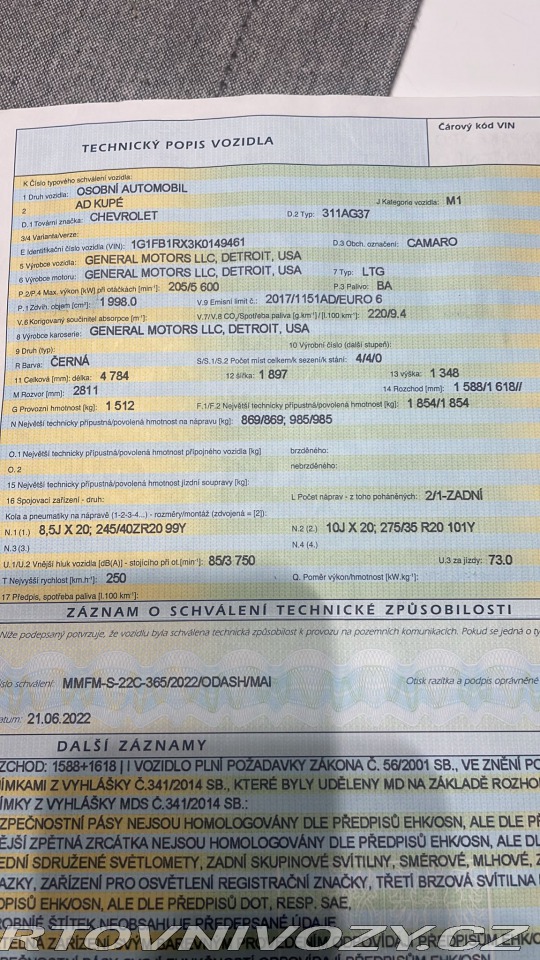 TECHNICKÝ POPIS VOZIDLA
Čárový kód VIN
K Číslo typového schválení vozidla:
1 Druh vozidla: OSOBNÍ AUTOMOBIL
2 AD KUPÉ J Kategorie vozidla: M1
D.1 Tovární značka: CHEVROLET D.2 Typ: 311AG37
3/4 Varianta/verze:
E Identifikační číslo vozidla (VIN): 1G1FB1RX3K0149461 D.3 Obch. označení: CAMARO
5 Výrobce vozidla: GENERAL MOTORS LLC, DETROIT, USA
6 Výrobce motoru: GENERAL MOTORS LLC, DETROIT, USA 7 Typ: LTG
P.2/P.4 Max. výkon [kW] při otáčkách [min⁻¹]: 205/5 600 P.3 Palivo: BA
P.1 Zdvih. objem [cm³]: 1 998.0 V.9 Emisní limit č.: 2017/1151AD/EURO 6
V.6 Korigovaný součinitel absorpce [m⁻¹]: V.7/V.8 CO₂/Spotřeba paliva [g.km⁻¹]/[l.100 km⁻¹]: 220/9.4
8 Výrobce karoserie: GENERAL MOTORS LLC, DETROIT, USA
9 Druh (typ): 10 Výrobní číslo (další stupeň):
R Barva: ČERNÁ S/S.1/S.2 Počet míst celkem/k sezení/k stání: 4/4/0
11 Celková [mm]: délka: 4 784 12 šířka: 1 897 13 výška: 1 348
M Rozvor [mm]: 2811 14 Rozchod [mm]: 1 588/1 618//
G Provozní hmotnost [kg]: 1 512 F.1/F.2 Největší technicky přípustná/povolená hmotnost [kg]: 1 854/1 854
N Největší technicky přípustná/povolená hmotnost na nápravu [kg]: 869/869; 985/985
O.1 Největší technicky přípustná/povolená hmotnost přípojného vozidla [kg] brzděného:
O.2 nebrzděného:
15 Největší technicky přípustná/povolená hmotnost jízdní soupravy [kg]:
16 Spojovací zařízení - druh: L Počet náprav - z toho poháněných: 2/1-ZADNÍ
Kola a pneumatiky na nápravě (1-2-3-4...) - rozměry/montáž (zdvojená = [2]):
N.1 (1.) 8,5J X 20; 245/40ZR20 99Y N.2 (2.) 10J X 20; 275/35 R20 101Y
N.3 (3.) N.4 (4.)
U.1/U.2 Vnější hluk vozidla [dB(A)] - stojícího při ot.[min⁻¹]: 85/3 750 U.3 za jízdy: 73.0
T Nejvyšší rychlost [km.h⁻¹]: 250 Q. Poměr výkon/hmotnost [kW.kg⁻¹]:
17 Předpis, spotřeba paliva [l.100 km⁻¹]:
ZÁZNAM O SCHVÁLENÍ TECHNICKÉ ZPŮSOBILOSTI
Níže podepsaný potvrzuje, že vozidlu byla schválena technická způsobilost k provozu na pozemních komunikacích. Pokud se jedná o
schválení: MMFM-S-22C-365/2022/ODASH/MAI Otisk razítka a podpis oprávněné
21.06.2022
DALŠÍ ZÁZNAMY
ZCHOD: 1588+1618 | I VOZIDLO PLNÍ POŽADAVKY ZÁKONA Č. 56/2001 SB., VE ZNĚNÍ PO
ÍMKAMI Z VYHLÁŠKY Č.341/2014 SB., KTERÉ BYLY UDĚLENY MD NA ZÁKLADĚ ROZHO
ÍMKY Z VYHLÁŠKY MDS Č.341/2014 SB.:
ZPEČNOSTNÍ PÁSY NEJSOU HOMOLOGOVÁNY DLE PŘEDPISŮ EHK/OSN, ALE DLE PŘ
ĚJŠÍ ZPĚTNÁ ZRCÁTKA NEJSOU HOMOLOGOVÁNY DLE PŘEDPISŮ EHK/OSN, ALE DL
EDNÍ SDRUŽENÉ SVĚTLOMETY, ZADNÍ SKUPINOVÉ SVÍTILNY, SMĚROVÉ, MLHOVÉ, Z
AZKY, ZAŘÍZENÍ PRO OSVĚTLENÍ REGISTRAČNÍ ZNAČKY, TŘETÍ BRZOVÁ SVÍTILNA
PISŮ EHK/OSN, ALE DLE PŘEDPISŮ DOT, RESP. SAE,
ROBNÍ ŠTÍTEK NEOBSAHUJE PŘEDEPSANÉ ÚDAJE
RTOVNIVOZY.CZ